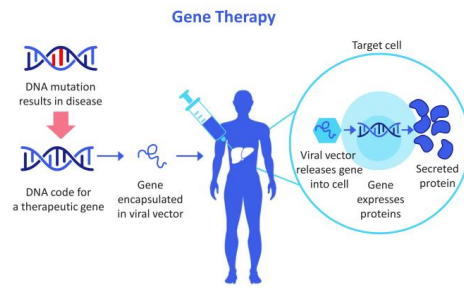 Gene Therapy
DNA mutation
results in disease
DNA code for
a therapeutic gene
Gene
encapsulated
in viral vector
Target cell
Viral vector
releases gene
into cell
Gene
expresses
proteins
Secreted
protein